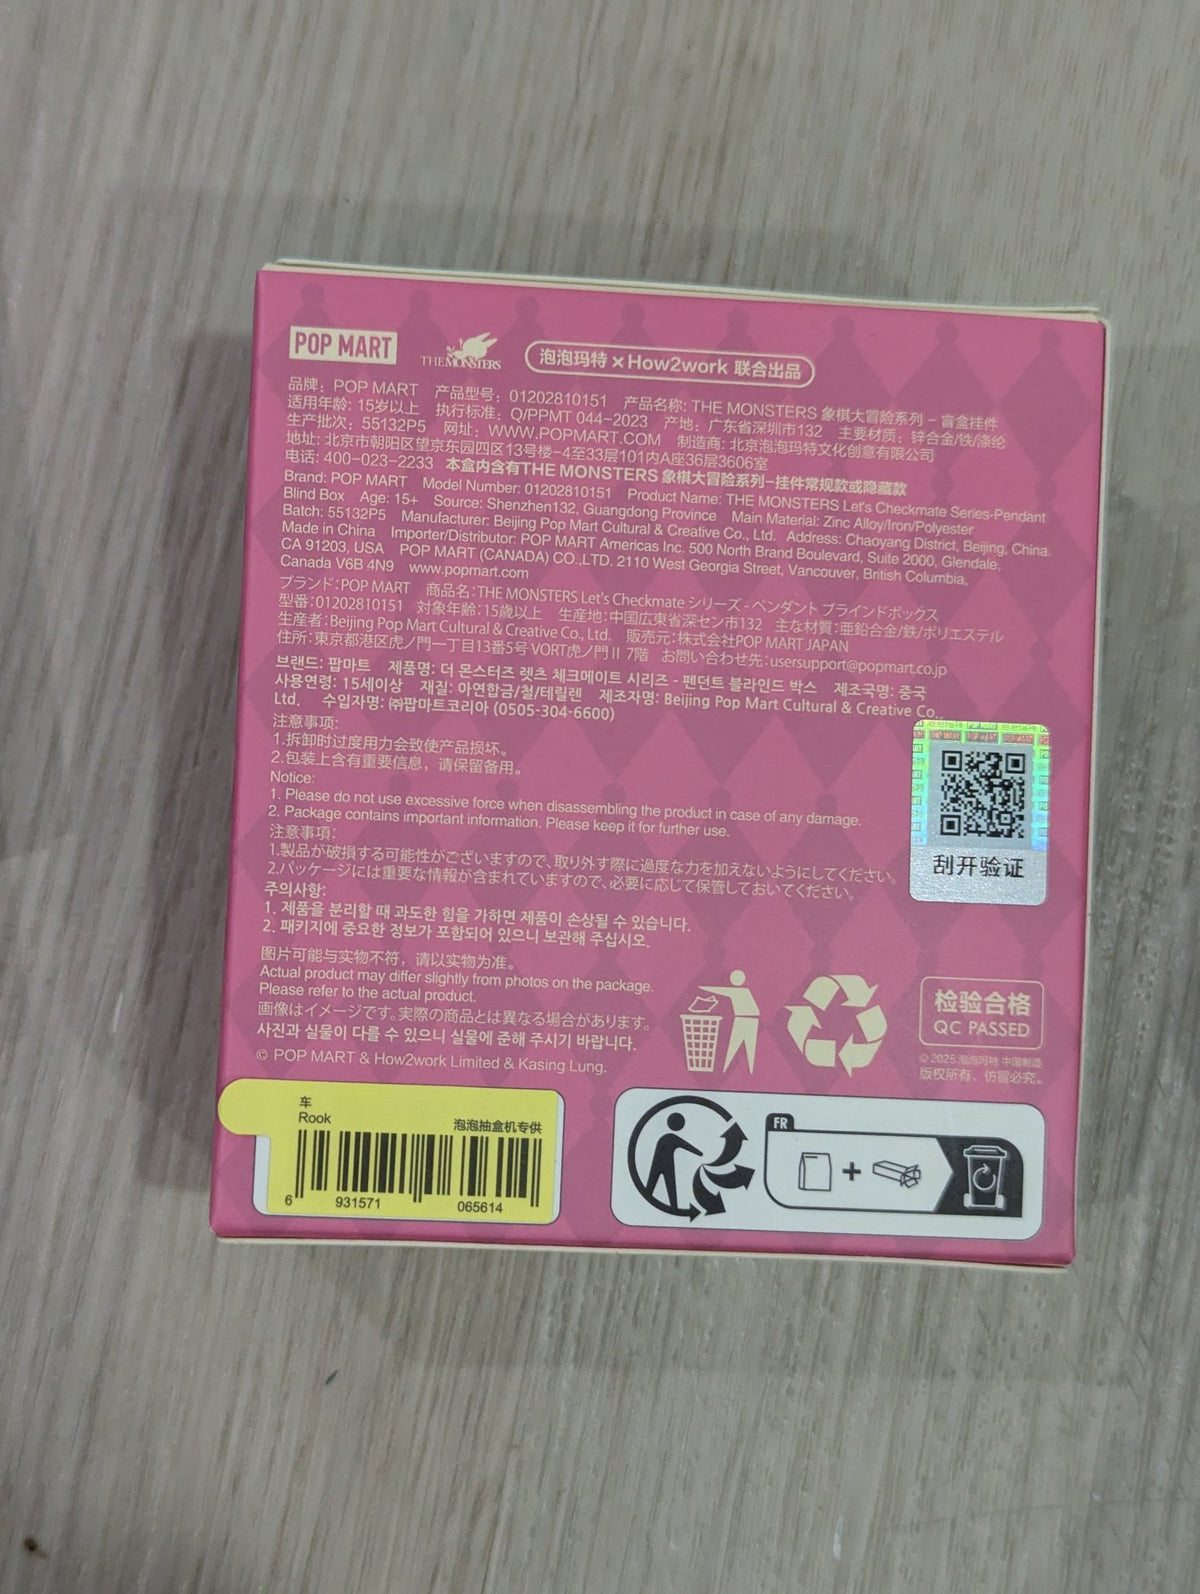 POP MART
THE MONSTERS
泡泡玛特×How2work 联合出品
品牌: POP MART 产品型号: 01202810151 产品名称: THE MONSTERS 象棋大冒险系列 – 盲盒挂件
适用年龄: 15岁以上 执行标准: Q/PPMT 044–2023 产地: 广东省深圳市132 主要材质: 锌合金/铁/涤纶
生产批次: 55132P5 网址: WWW.POPMART.COM 制造商: 北京泡泡玛特文化创意有限公司
地址: 北京市朝阳区望京东园四区13号楼–4至33层101内A座36层3606室
电话: 400–023–2233 本盒内含有THE MONSTERS 象棋大冒险系列–挂件常规款或隐藏款
Brand: POP MART Model Number: 01202810151 Product Name: THE MONSTERS Let's Checkmate Series-Pendant
Blind Box Age: 15+ Source: Shenzhen132, Guangdong Province Main Material: Zinc Alloy/Iron/Polyester
Batch: 55132P5 Manufacturer: Beijing Pop Mart Cultural & Creative Co., Ltd. Address: Chaoyang District, Beijing, China.
Made in China Importer/Distributor: POP MART Americas Inc. 500 North Brand Boulevard, Suite 2000, Glendale,
CA 91203, USA POP MART (CANADA) CO.,LTD. 2110 West Georgia Street, Vancouver, British Columbia,
Canada V6B 4N9 www.popmart.com
ブランド:POP MART 商品名:THE MONSTERS Let's Checkmate シリーズ - ペンダント ブラインドボックス
型番:01202810151 対象年齢:15歳以上 生産地:中国広東省深セン市132 主な材質:亜鉛合金/鉄/ポリエステル
生産者:Beijing Pop Mart Cultural & Creative Co., Ltd. 販売元:株式会社POP MART JAPAN
住所:東京都港区虎ノ門一丁目13番5号 VORT虎ノ門Ⅱ 7階 お問い合わせ先:usersupport@popmart.co.jp
브랜드: 팝마트 제품명: 더 몬스터즈 렛츠 체크메이트 시리즈 - 펜던트 블라인드 박스 제조국명: 중국
사용연령: 15세이상 재질: 아연합금/철/테릴렌 제조자명: Beijing Pop Mart Cultural & Creative Co.,
Ltd. 수입자명: ㈜팝마트코리아 (0505-304-6600)
注意事项:
1.拆卸时过度用力会致使产品损坏。
2.包装上含有重要信息，请保留备用。
Notice:
1. Please do not use excessive force when disassembling the product in case of any damage.
2. Package contains important information. Please keep it for further use.
注意事項:
1.製品が破損する可能性がございますので、取り外す際に過度な力を加えないようにしてください。
2.パッケージには重要な情報が含まれていますので、必要に応じて保管しておいてください。
주의사항:
1. 제품을 분리할 때 과도한 힘을 가하면 제품이 손상될 수 있습니다.
2. 패키지에 중요한 정보가 포함되어 있으니 보관해 주십시오.
刮开验证
图片可能与实物不符，请以实物为准。
Actual product may differ slightly from photos on the package.
Please refer to the actual product.
画像はイメージです。実際の商品とは異なる場合があります。
사진과 실물이 다를 수 있으니 실물에 준해 주시기 바랍니다.
© POP MART & How2work Limited & Kasing Lung.
检验合格
QC PASSED
© 2025 泡泡玛特 中国制造
版权所有、仿冒必究。
车
Rook
泡泡抽盒机专供
6 931571 065614
FR